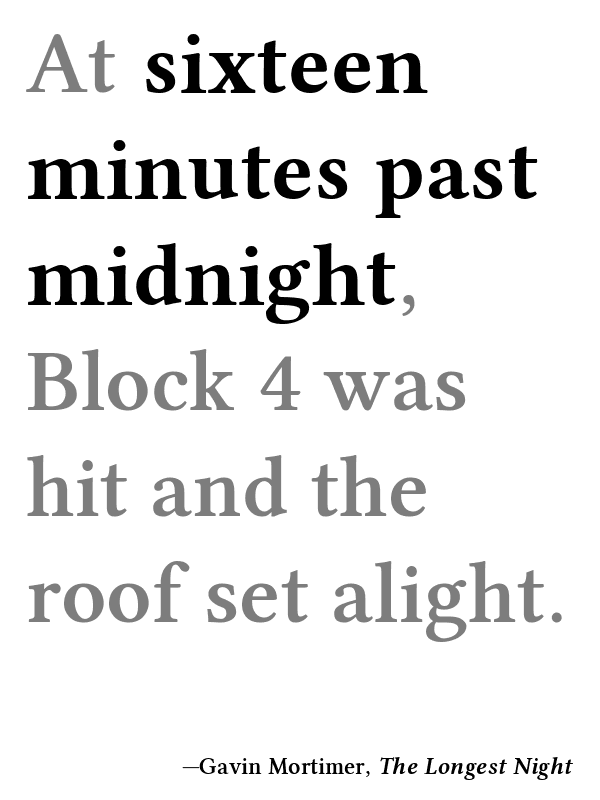 At sixteen
minutes past
midnight,
Block 4 was
hit and the
roof set alight.
—Gavin Mortimer, The Longest Night